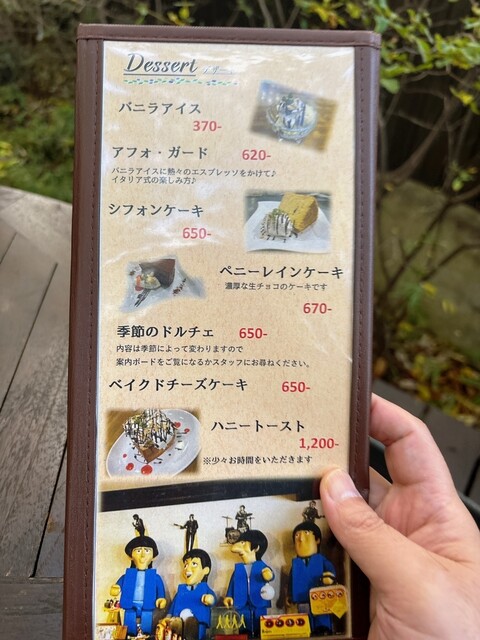 Dessert デザート
バニラアイス
370-
アフォ・ガード 620-
バニラアイスに熱々のエスプレッソをかけて♪
イタリア式の楽しみ方♪
シフォンケーキ
650-
ペニーレインケーキ
濃厚な生チョコのケーキです
670-
季節のドルチェ 650-
内容は季節によって変わりますので
案内ボードをご覧になるかスタッフにお尋ねください。
ベイクドチーズケーキ 650-
ハニートースト
1,200-
※少々お時間をいただきます